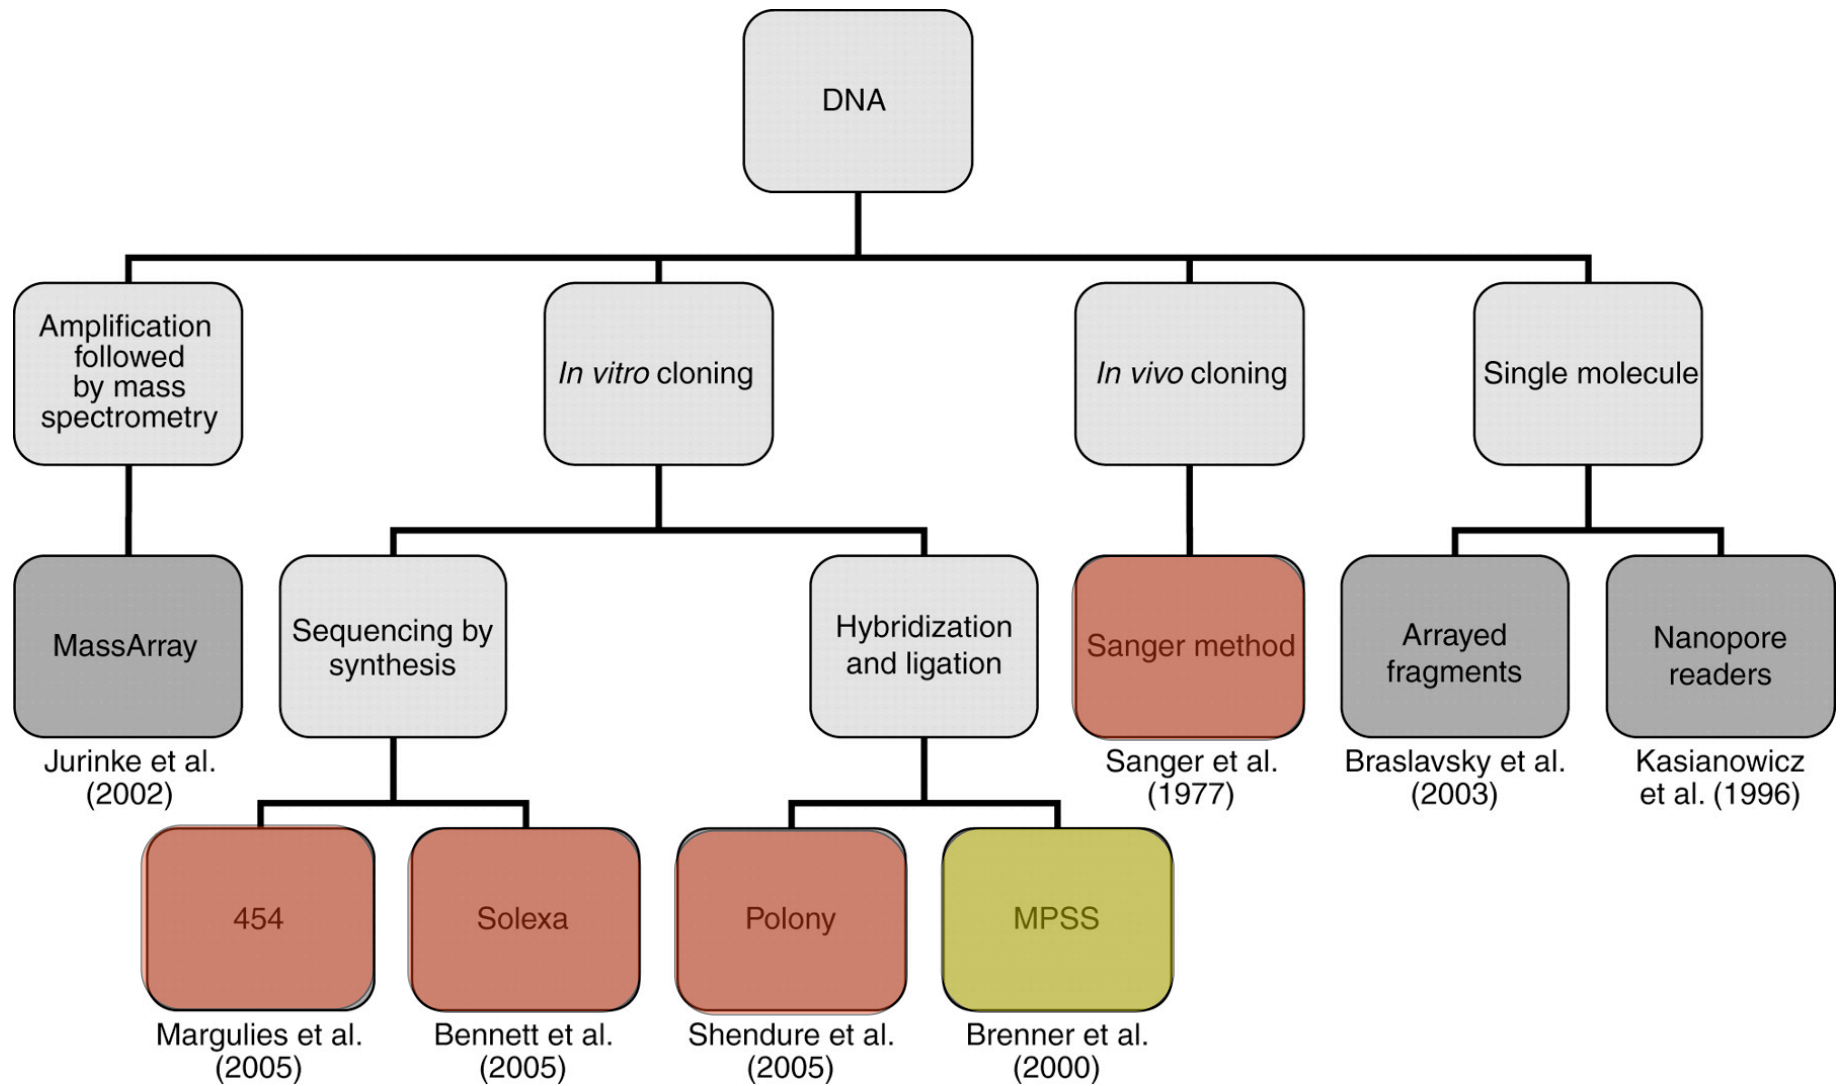 DNA
Amplification
followed
by mass
spectrometry
In vitro cloning
In vivo cloning
Single molecule
MassArray
Jurinke et al.
(2002)
Sequencing by
synthesis
Hybridization
and ligation
Sanger method
Sanger et al.
(1977)
Arrayed
fragments
Braslavsky et al.
(2003)
Nanopore
readers
Kasianowicz
et al. (1996)
454
Margulies et al.
(2005)
Solexa
Bennett et al.
(2005)
Polony
Shendure et al.
(2005)
MPSS
Brenner et al.
(2000)